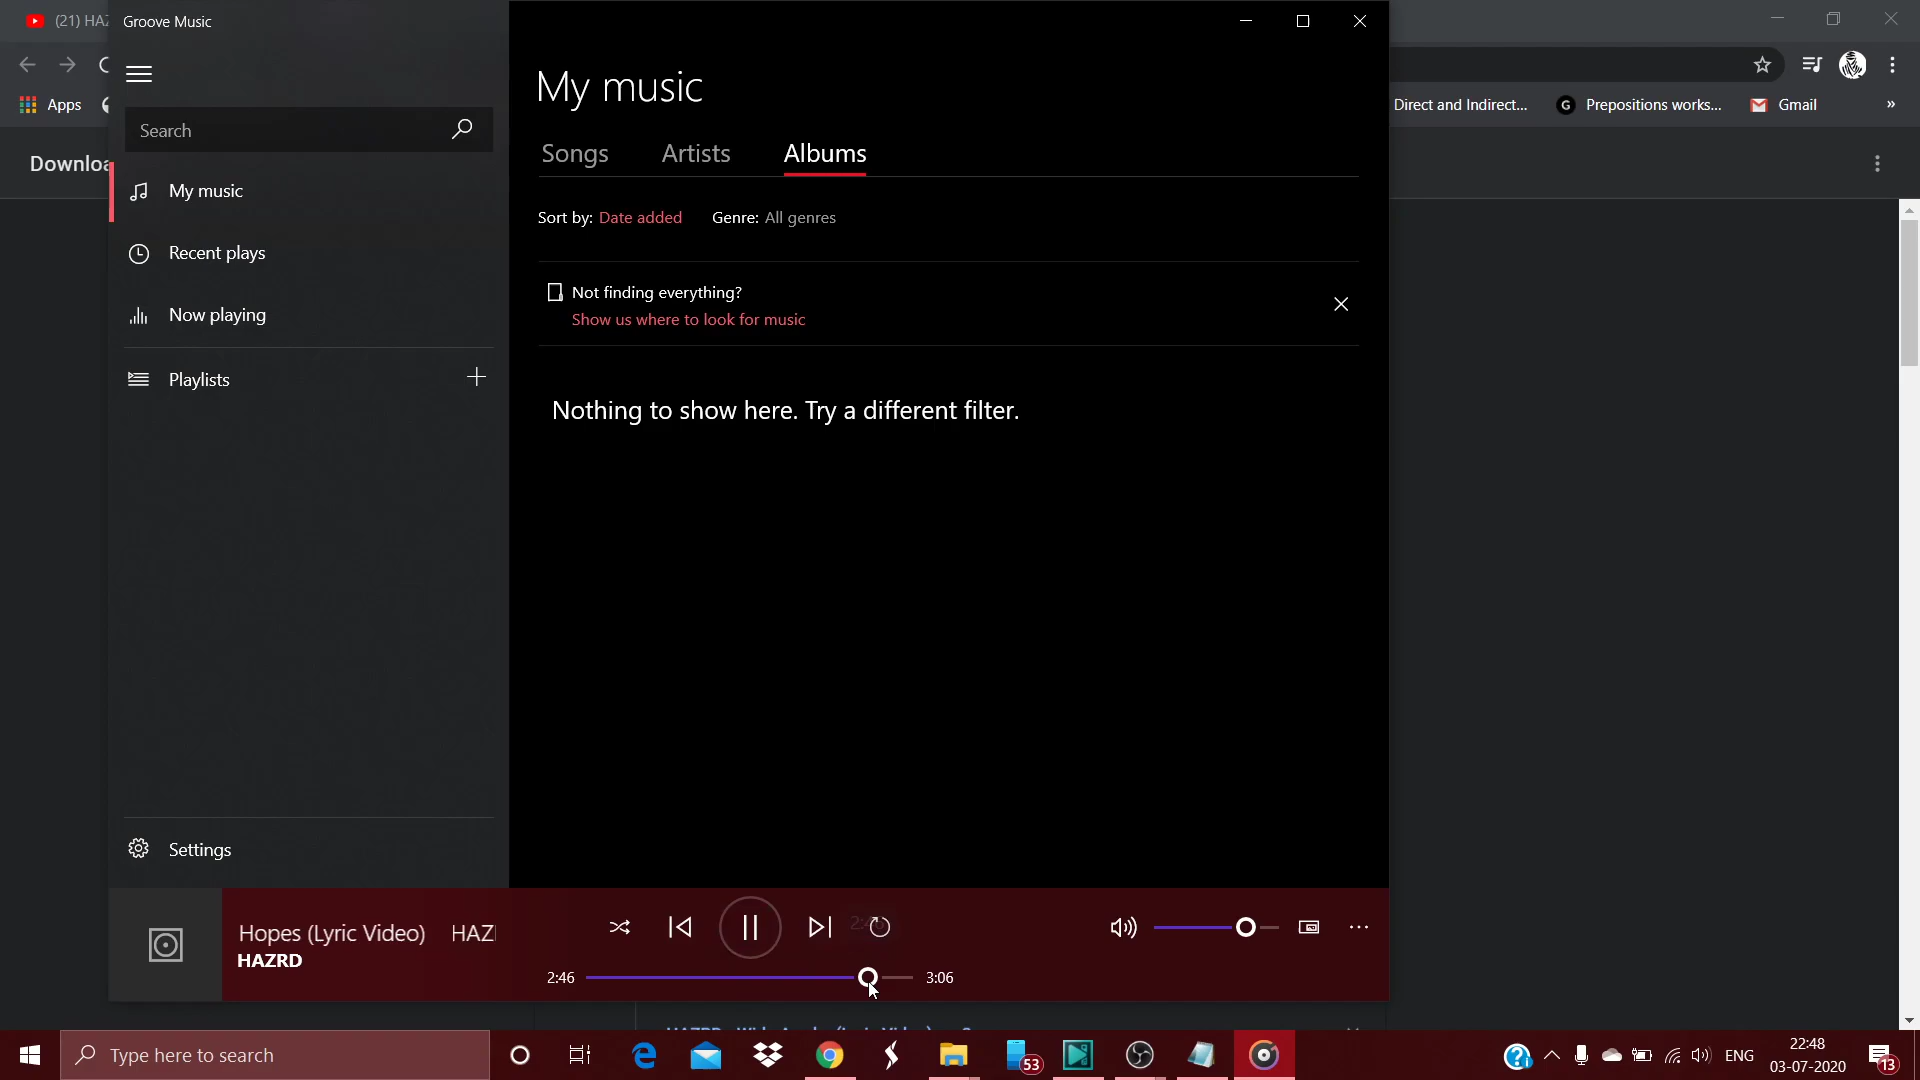 (21) HAZ
Groove Music
Apps
Direct and Indirect...
Prepositions works...
Gmail
»
Downloa
Search
My music
Recent plays
Now playing
Playlists
Settings
My music
Songs
Artists
Albums
Sort by: Date added
Genre: All genres
Not finding everything?
Show us where to look for music
Nothing to show here. Try a different filter.
Hopes (Lyric Video) HAZ
HAZRD
2:46
3:06
Type here to search
53
ENG
22:48
03-07-2020
13